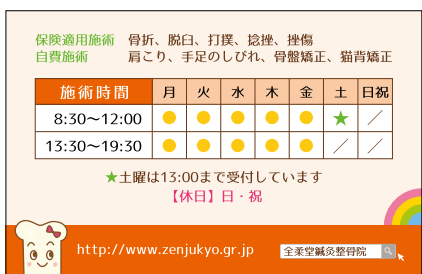 保険適用施術　骨折、脱臼、打撲、捻挫、挫傷
自費施術　肩こり、手足のしびれ、骨盤矯正、猫背矯正
施術時間　月　火　水　木　金　土　日祝
8:30～12:00　●　●　●　●　●　★　／
13:30～19:30　●　●　●　●　●　／　／
★土曜は13:00まで受付しています
【休日】日・祝
http://www.zenjukyo.gr.jp　全柔堂鍼灸整骨院